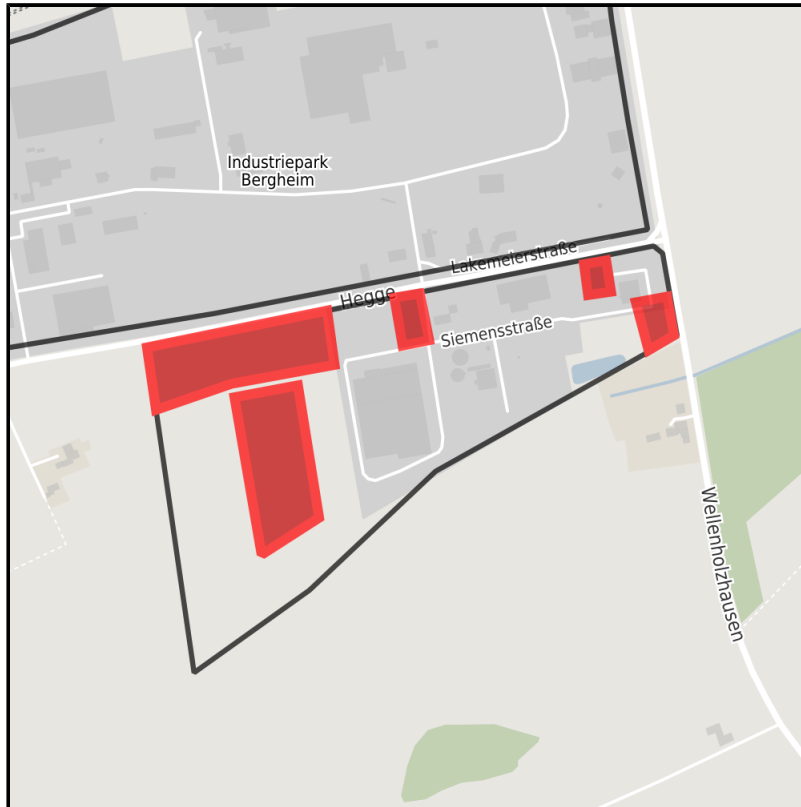 Industriepark
Bergheim
Lakemeierstraße
Hegge
Siemensstraße
Wellenholzhausen